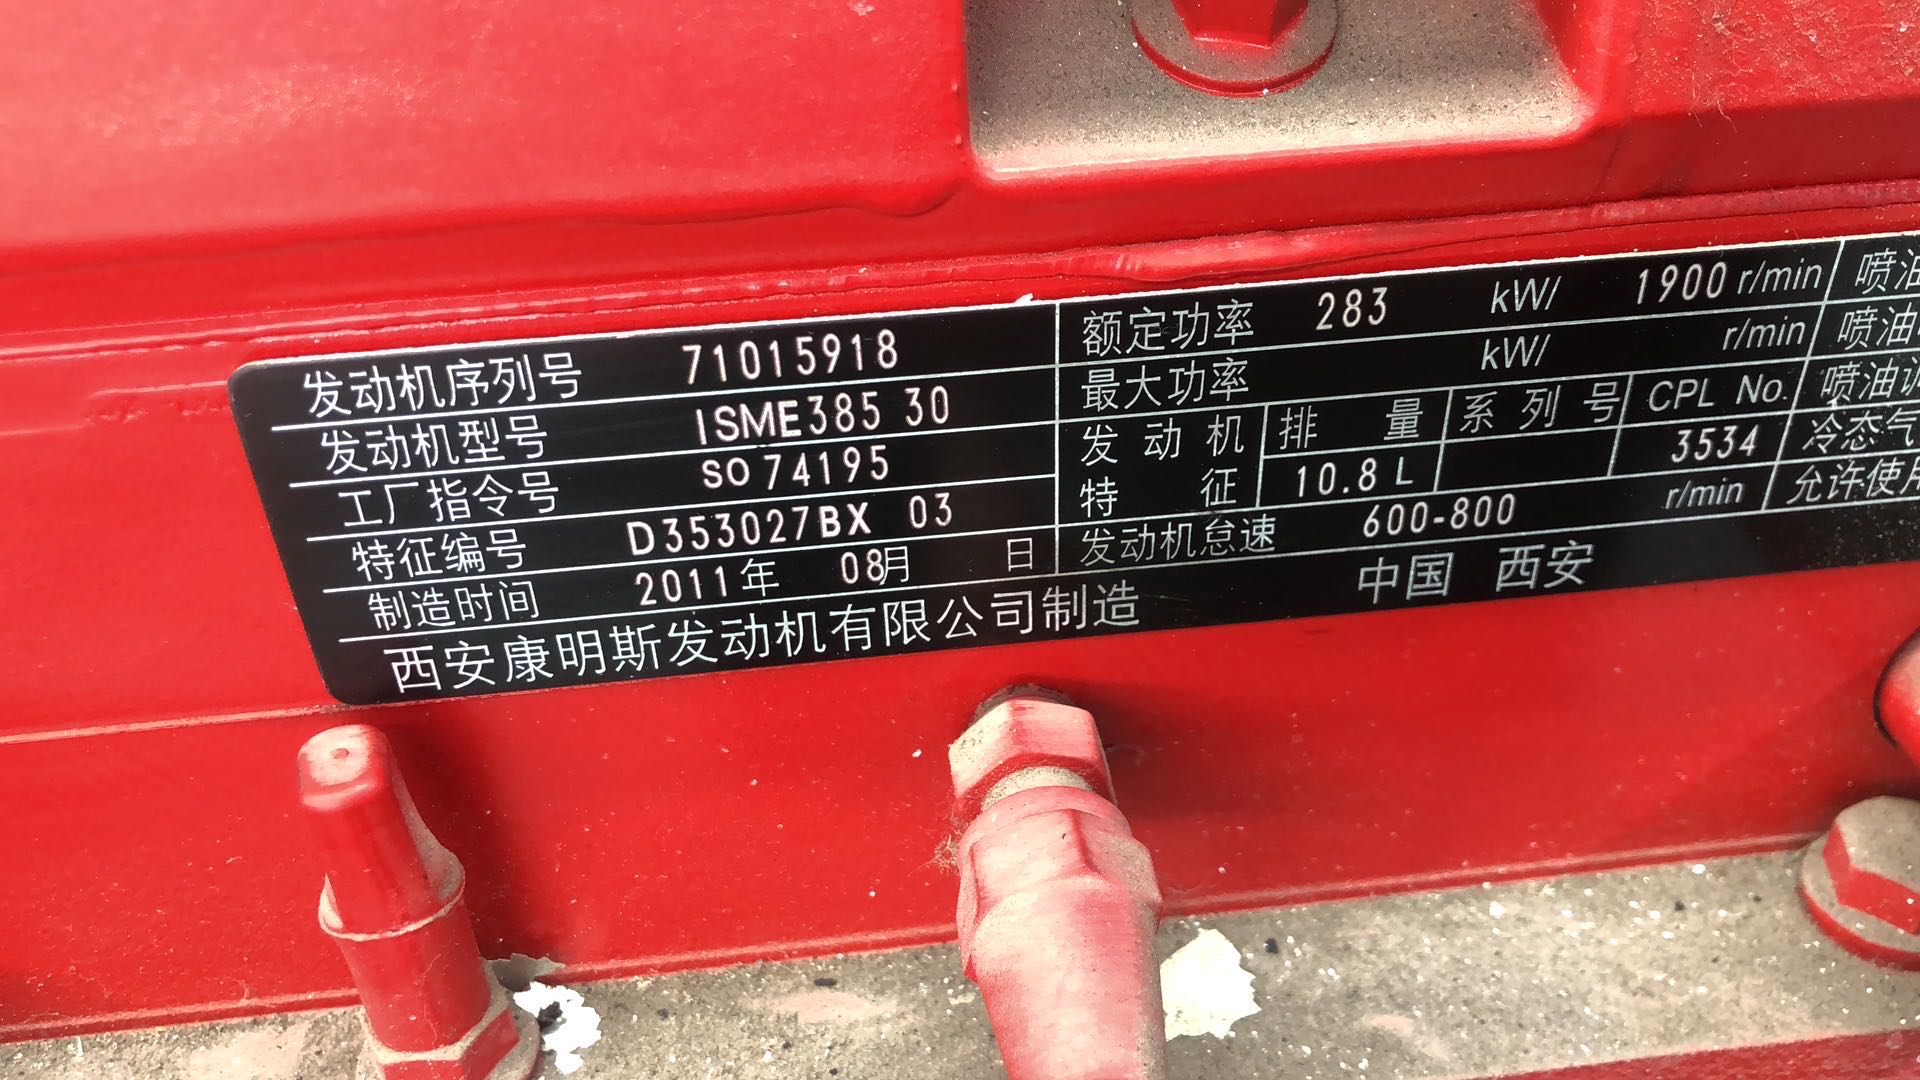 发动机序列号 71015918
发动机型号 ISME385 30
工厂指令号 SO74195
特征编号 D353027BX 03
制造时间 2011年 08月 日
西安康明斯发动机有限公司制造 中国 西安
额定功率 283 kW/ 1900 r/min
最大功率 kW/ r/min
发动机特征 排量 系列号 CPL No.
10.8 L 3534
发动机怠速 600-800 r/min
喷油
喷油
喷油
冷态气
允许使用